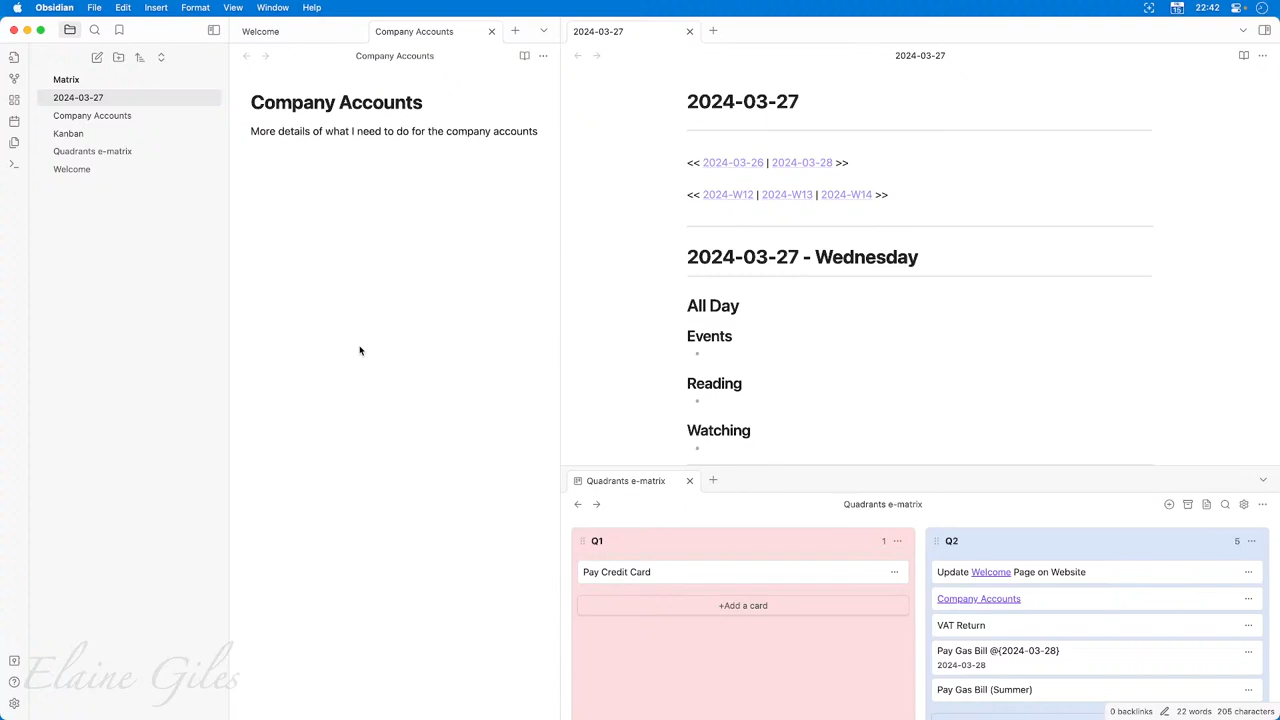 Obsidian File Edit Insert Format View Window Help 22:42
Welcome
Company Accounts
2024-03-27
Company Accounts
2024-03-27
Matrix
2024-03-27
Company Accounts
Kanban
Quadrants e-matrix
Welcome
Company Accounts
More details of what I need to do for the company accounts
2024-03-27
<< 2024-03-26 | 2024-03-28 >>
<< 2024-W12 | 2024-W13 | 2024-W14 >>
2024-03-27 - Wednesday
All Day
Events
Reading
Watching
Quadrants e-matrix
Quadrants e-matrix
Q1 1
Pay Credit Card
+Add a card
Q2 5
Update Welcome Page on Website
Company Accounts
VAT Return
Pay Gas Bill @{2024-03-28}
2024-03-28
Pay Gas Bill (Summer)
0 backlinks 22 words 205 characters
Elaine Giles